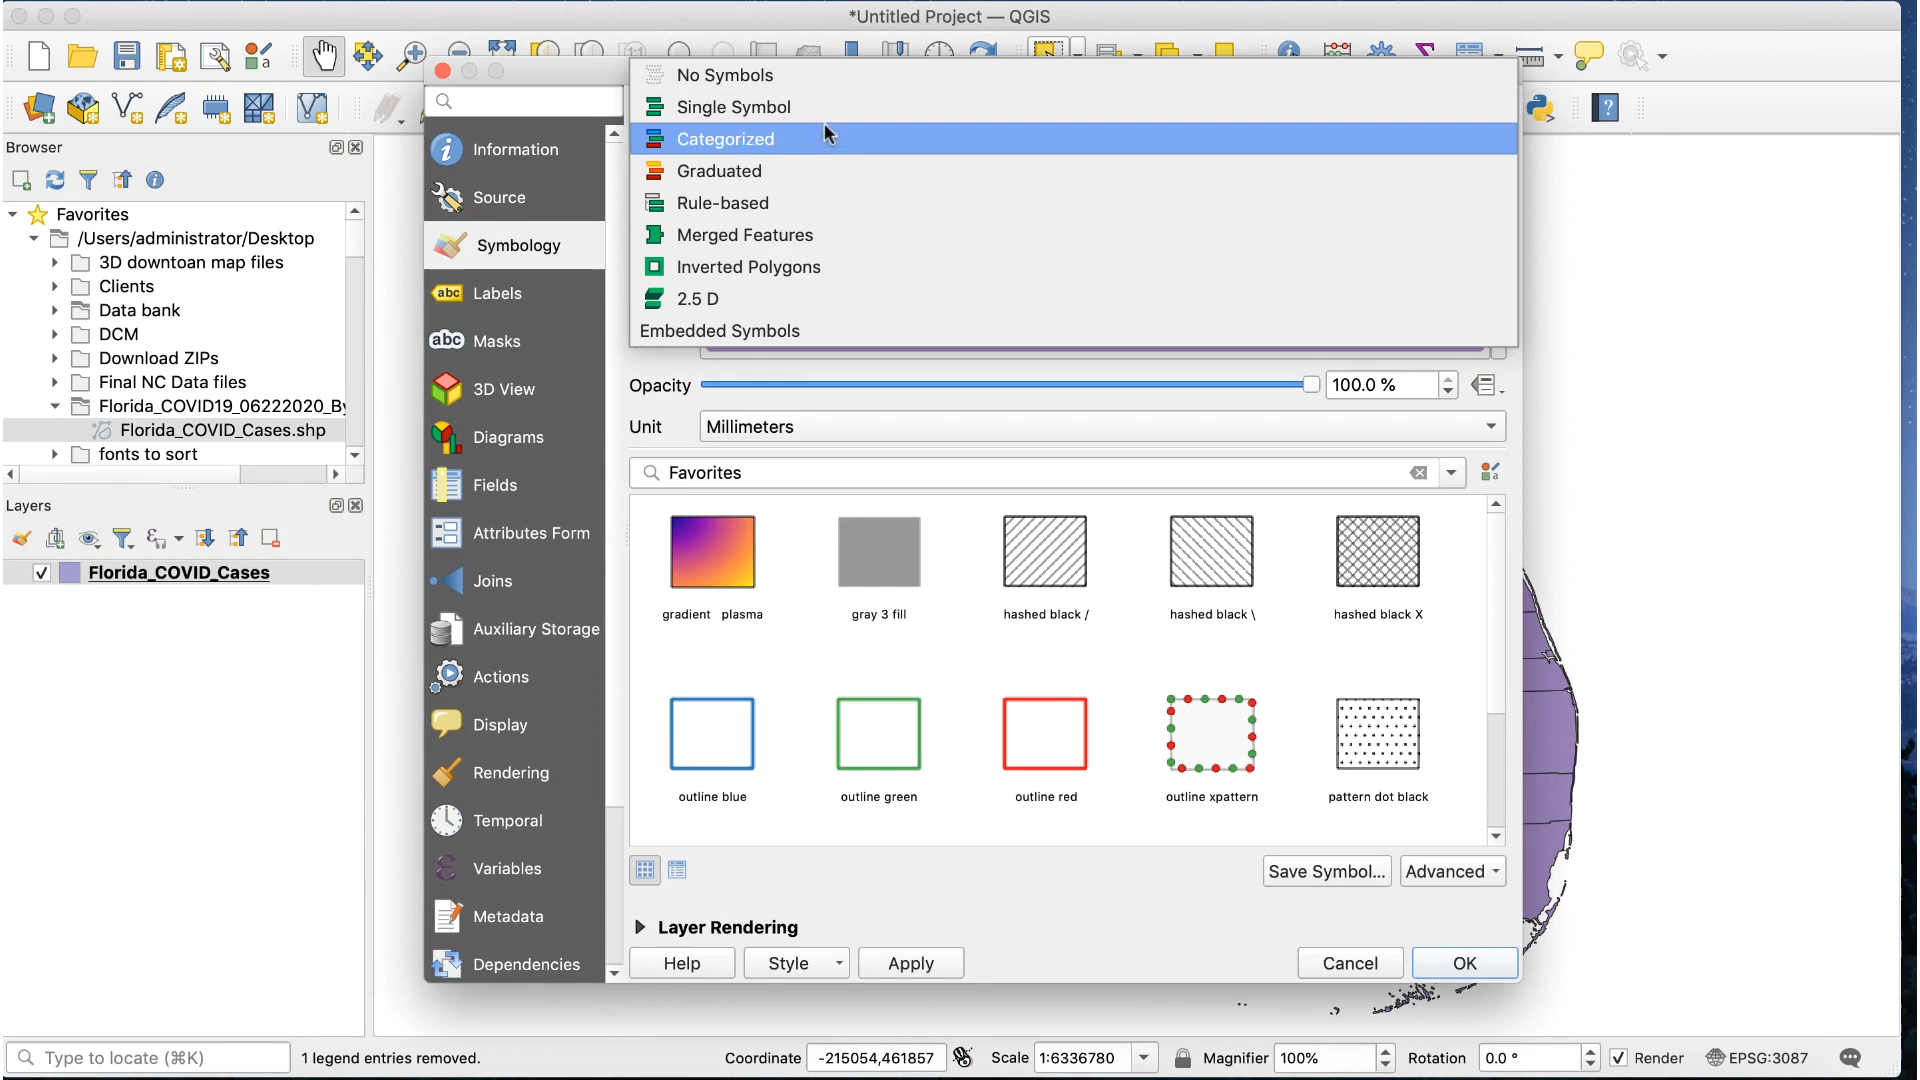 *Untitled Project — QGIS
No Symbols
Single Symbol
Categorized
Graduated
Rule-based
Merged Features
Inverted Polygons
2.5 D
Embedded Symbols
Browser
Favorites
/Users/administrator/Desktop
3D downtoan map files
Clients
Data bank
DCM
Download ZIPs
Final NC Data files
Florida_COVID19_06222020_By
Florida_COVID_Cases.shp
fonts to sort
Layers
Florida_COVID_Cases
Information
Source
Symbology
abc Labels
abc Masks
3D View
Diagrams
Fields
Attributes Form
Joins
Auxiliary Storage
Actions
Display
Rendering
Temporal
Variables
Metadata
Dependencies
Opacity 100.0 %
Unit Millimeters
Favorites
gradient plasma
gray 3 fill
hashed black /
hashed black \
hashed black X
outline blue
outline green
outline red
outline xpattern
pattern dot black
Save Symbol... Advanced
Layer Rendering
Help Style Apply Cancel OK
Type to locate (⌘K) 1 legend entries removed. Coordinate -215054,461857 Scale 1:6336780 Magnifier 100% Rotation 0.0 ° Render EPSG:3087